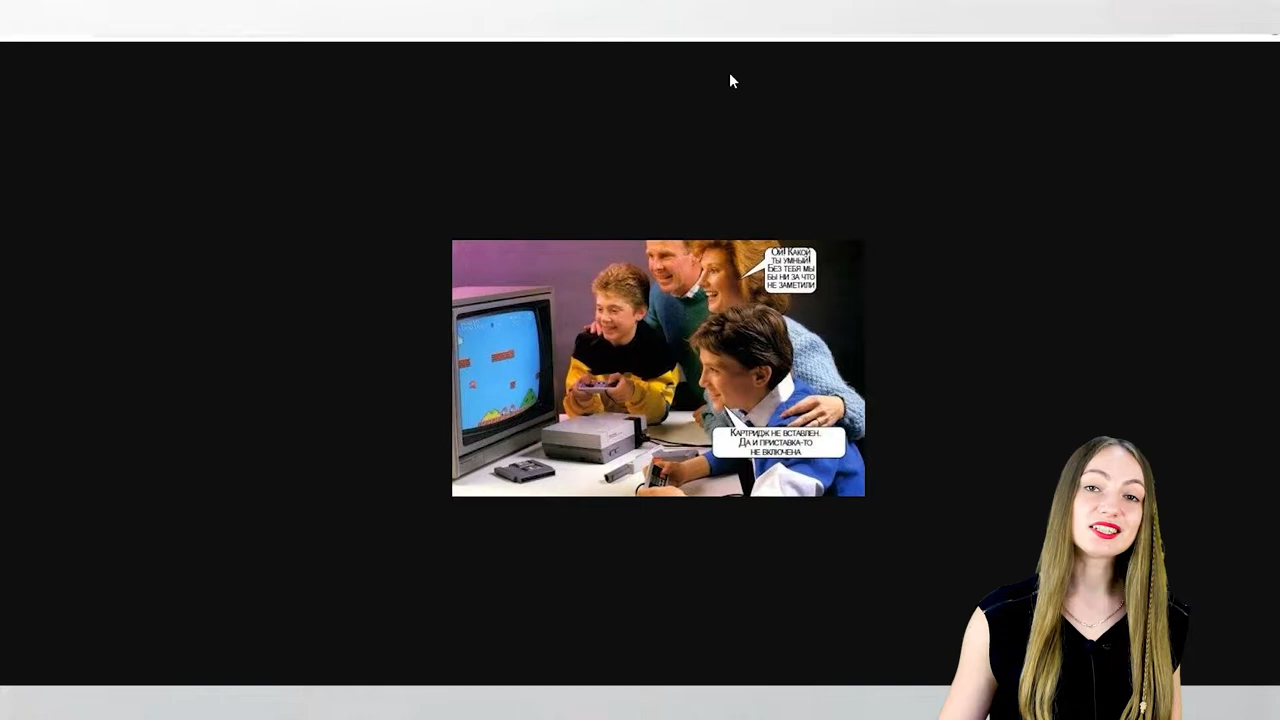 Ой! Какой
ты умный!
Без тебя мы
бы ни за что
не заметили
Картридж не вставлен.
Да и приставка-то
не включена